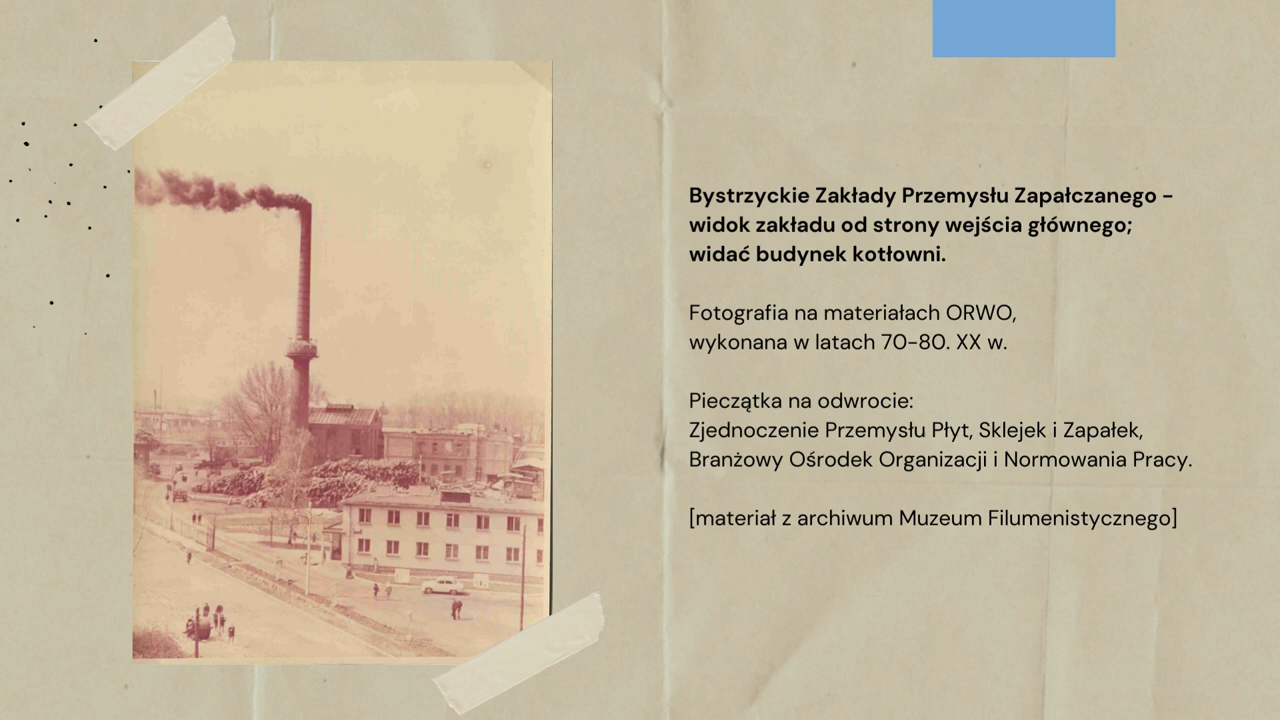 Bystrzyckie Zakłady Przemysłu Zapałczanego -
widok zakładu od strony wejścia głównego;
widać budynek kotłowni.
Fotografia na materiałach ORWO,
wykonana w latach 70-80. XX w.
Pieczątka na odwrocie:
Zjednoczenie Przemysłu Płyt, Sklejek i Zapałek,
Branżowy Ośrodek Organizacji i Normowania Pracy.
[materiał z archiwum Muzeum Filumenistycznego]